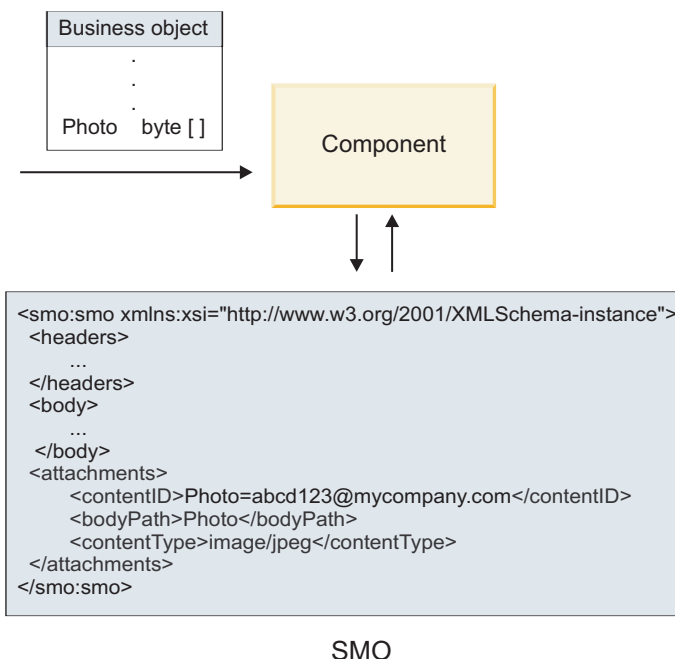 Business object
.
.
.
Photo byte [ ]
Component
<smo:smo xmlns:xsi="http://www.w3.org/2001/XMLSchema-instance">
<headers>
...
</headers>
<body>
...
</body>
<attachments>
<contentID>Photo=abcd123@mycompany.com</contentID>
<bodyPath>Photo</bodyPath>
<contentType>image/jpeg</contentType>
</attachments>
</smo:smo>
SMO